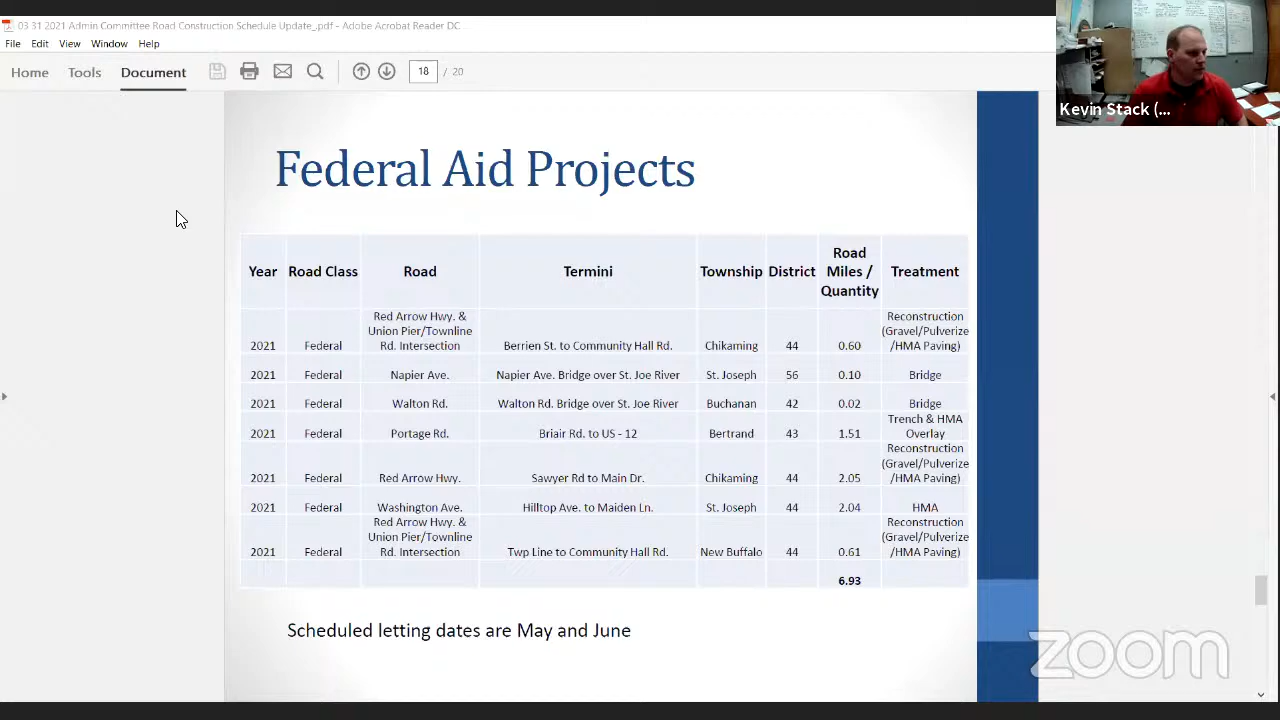 03 31 2021 Admin Committee Road Construction Schedule Update_.pdf - Adobe Acrobat Reader DC
File Edit View Window Help
Home Tools Document 18 / 20
Kevin Stack (...
Federal Aid Projects
Year Road Class Road Termini Township District Road Miles / Quantity Treatment
2021 Federal Red Arrow Hwy. & Union Pier/Townline Rd. Intersection Berrien St. to Community Hall Rd. Chikaming 44 0.60 Reconstruction (Gravel/Pulverize /HMA Paving)
2021 Federal Napier Ave. Napier Ave. Bridge over St. Joe River St. Joseph 56 0.10 Bridge
2021 Federal Walton Rd. Walton Rd. Bridge over St. Joe River Buchanan 42 0.02 Bridge
2021 Federal Portage Rd. Briair Rd. to US - 12 Bertrand 43 1.51 Trench & HMA Overlay
2021 Federal Red Arrow Hwy. Sawyer Rd to Main Dr. Chikaming 44 2.05 Reconstruction (Gravel/Pulverize /HMA Paving)
2021 Federal Washington Ave. Hilltop Ave. to Maiden Ln. St. Joseph 44 2.04 HMA
2021 Federal Red Arrow Hwy. & Union Pier/Townline Rd. Intersection Twp Line to Community Hall Rd. New Buffalo 44 0.61 Reconstruction (Gravel/Pulverize /HMA Paving)
6.93
Scheduled letting dates are May and June
zoom